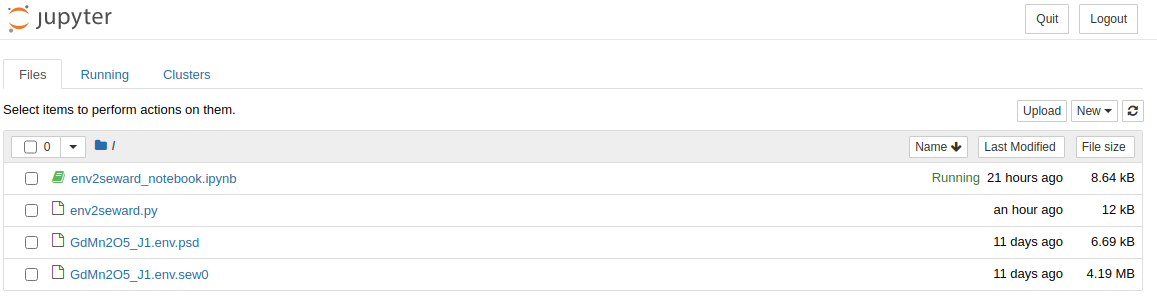 jupyter Quit Logout
Files Running Clusters
Select items to perform actions on them. Upload New
0 / Name Last Modified File size
env2seward_notebook.ipynb Running 21 hours ago 8.64 kB
env2seward.py an hour ago 12 kB
GdMn2O5_J1.env.psd 11 days ago 6.69 kB
GdMn2O5_J1.env.sew0 11 days ago 4.19 MB